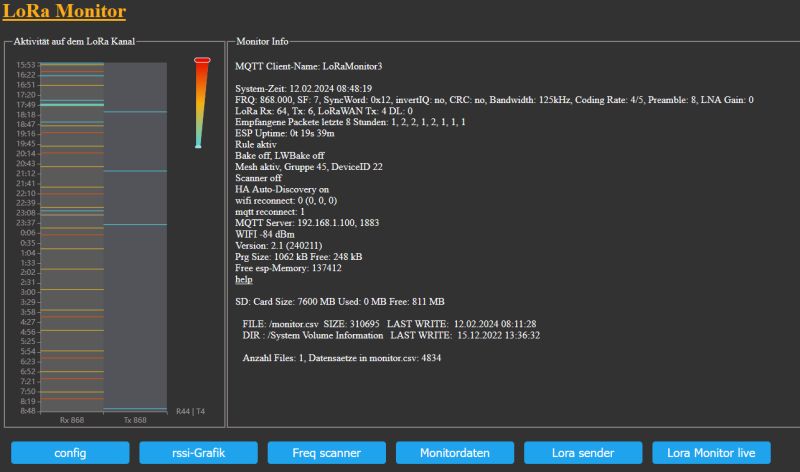 LoRa Monitor
Aktivität auf dem LoRa Kanal
15:53
16:22
16:51
17:20
17:49
18:18
18:47
19:16
19:45
20:14
20:43
21:12
21:41
22:10
22:39
23:08
23:37
0:06
0:35
1:04
1:33
2:02
2:31
3:00
3:29
3:58
4:27
4:56
5:25
5:54
6:23
6:52
7:21
7:50
8:19
8:48
Rx 868
Tx 868
R44 | T4
Monitor Info
MQTT Client-Name: LoRaMonitor3
System-Zeit: 12.02.2024 08:48:19
FRQ: 868.000, SF: 7, SyncWord: 0x12, invertIQ: no, CRC: no, Bandwidth: 125kHz, Coding Rate: 4/5, Preamble: 8, LNA Gain: 0
LoRa Rx: 64, Tx: 6, LoRaWAN Tx: 4 DL: 0
Empfangene Packete letzte 8 Stunden: 1, 2, 2, 1, 2, 1, 1, 1
ESP Uptime: 0t 19s 39m
Rule aktiv
Bake off, LWBake off
Mesh aktiv, Gruppe 45, DeviceID 22
Scanner off
HA Auto-Discovery on
wifi reconnect: 0 (0, 0, 0)
mqtt reconnect: 1
MQTT Server: 192.168.1.100, 1883
WIFI -84 dBm
Version: 2.1 (240211)
Prg Size: 1062 kB Free: 248 kB
Free esp-Memory: 137412
help
SD: Card Size: 7600 MB Used: 0 MB Free: 811 MB
FILE: /monitor.csv SIZE: 310695 LAST WRITE: 12.02.2024 08:11:28
DIR : /System Volume Information LAST WRITE: 15.12.2022 13:36:32
Anzahl Files: 1, Datensaetze in monitor.csv: 4834
config
rssi-Grafik
Freq scanner
Monitordaten
Lora sender
Lora Monitor live